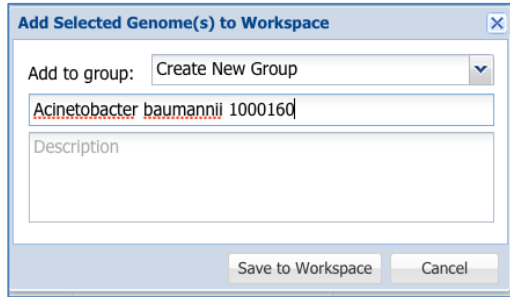 Add Selected Genome(s) to Workspace
Add to group: Create New Group
Acinetobacter baumannii 1000160
Description
Save to Workspace Cancel